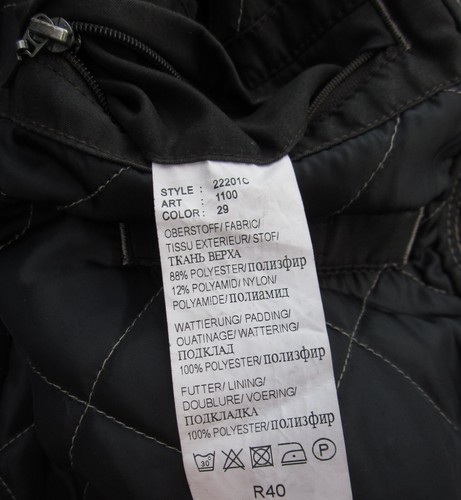 STYLE : 22201C
ART : 1100
COLOR : 29
OBERSTOFF/ FABRIC/
TISSU EXTERIEUR/ STOF/
ТКАНЬ ВЕРХА
88% POLYESTER/ПОЛИЭФИР
12% POLYAMID/ NYLON/
POLYAMIDE/ПОЛИАМИД
WATTIERUNG/ PADDING/
OUATINAGE/ WATTERING/
ПОДКЛАД
100% POLYESTER/ПОЛИЭФИР
FUTTER/ LINING/
DOUBLURE/ VOERING/
ПОДКЛАДКА
100% POLYESTER/ПОЛИЭФИР
30° P
R40